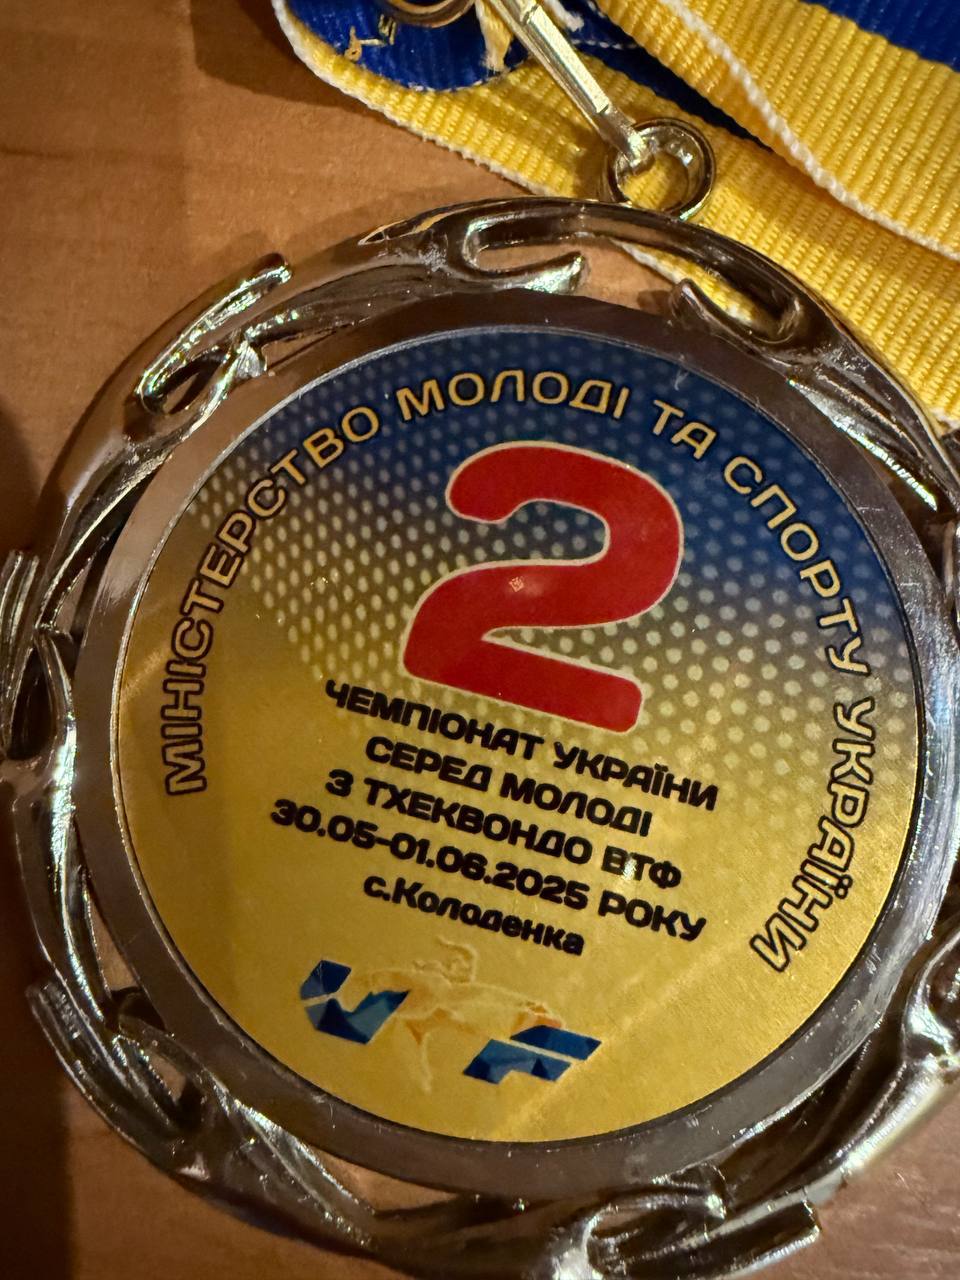 МІНІСТЕРСТВО МОЛОДІ ТА СПОРТУ УКРАЇНИ
2
ЧЕМПІОНАТ УКРАЇНИ
СЕРЕД МОЛОДІ
З ТХЕКВОНДО ВТФ
30.05-01.06.2025 РОКУ
с.Колоденка